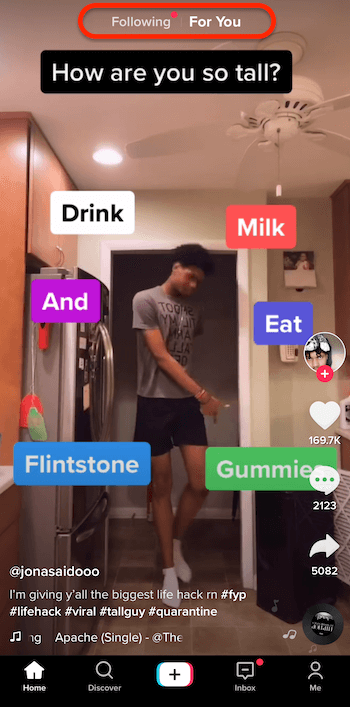 Following For You
How are you so tall?
Drink
Milk
And
Eat
Flintstone
Gummies
169.7K
2123
5082
@jonasaidooo
I'm giving y'all the biggest life hack rn #fyp
#lifehack #viral #tallguy #quarantine
ng Apache (Single) - @The
Home Discover Inbox Me